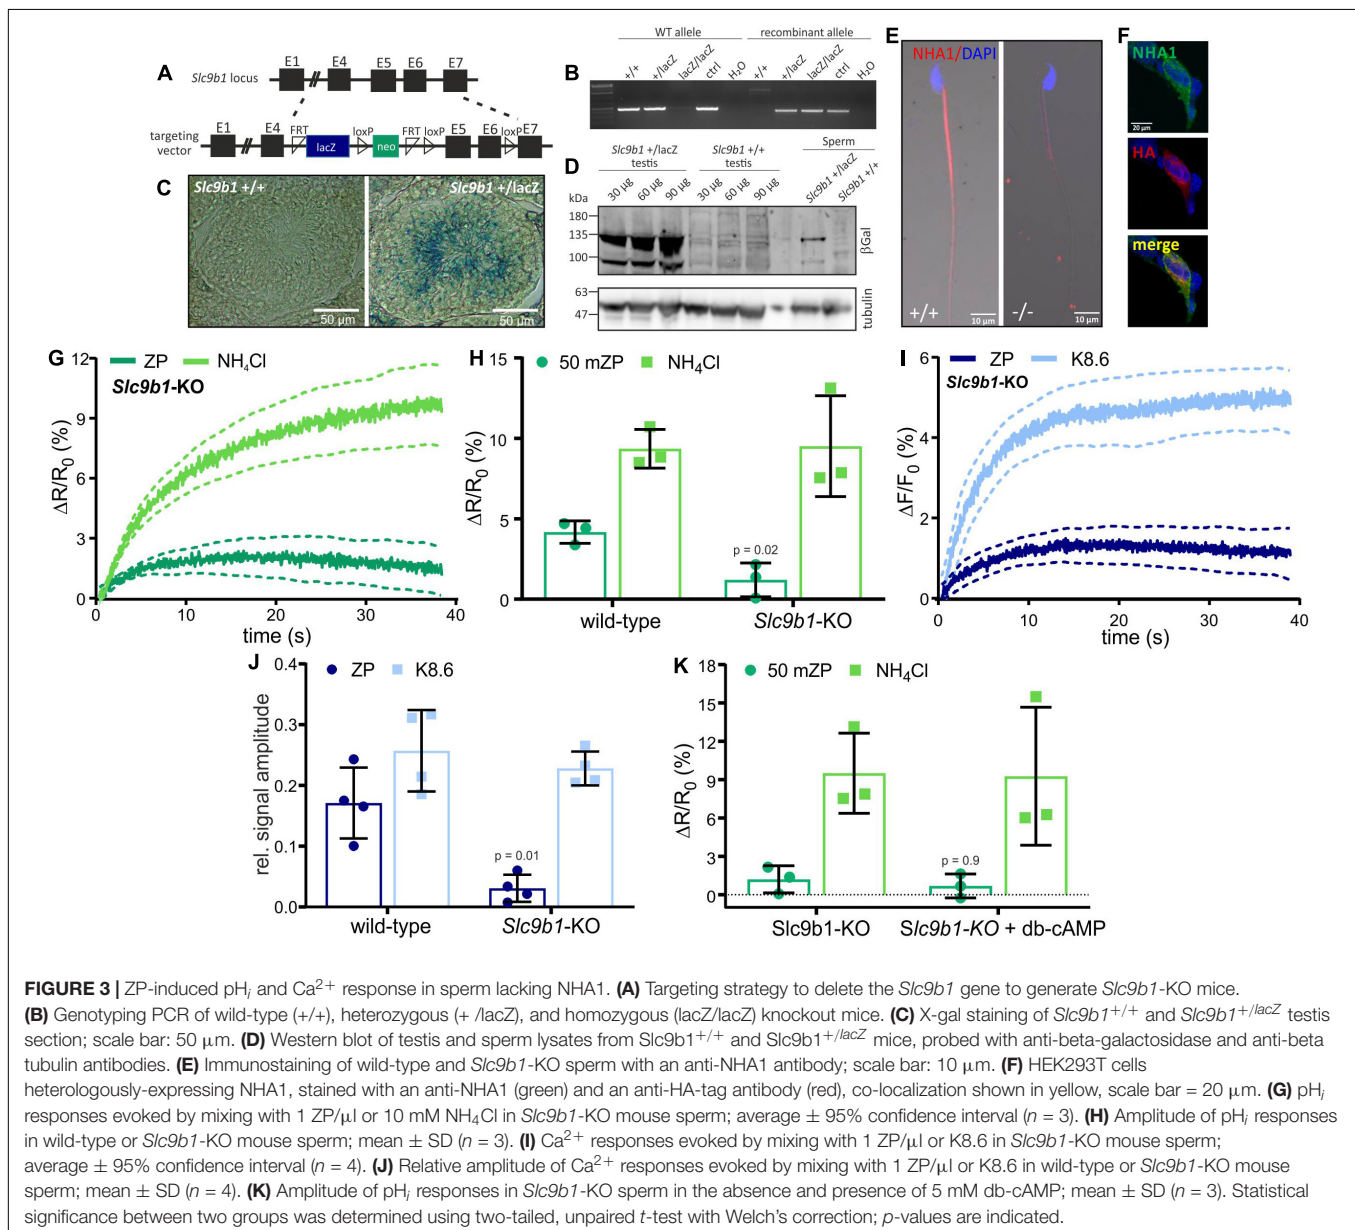 A
Slc9b1 locus
E1 E4 E5 E6 E7
targeting vector
E1 E4 FRT lacZ loxP neo FRT loxP E5 E6 loxP E7
B
WT allele recombinant allele
+/+ +/lacZ lacZ/lacZ ctrl H₂O +/+ +/lacZ lacZ/lacZ ctrl H₂O
C
Slc9b1 +/+ Slc9b1 +/lacZ
50 µm 50 µm
D
Slc9b1 +/lacZ testis Slc9b1 +/+ testis Sperm
kDa 30 µg 60 µg 90 µg 30 µg 60 µg 90 µg Slc9b1 +/lacZ Slc9b1 +/+
180
135
100
βGal
63
47
tubulin
E
NHA1/DAPI
+/+ -/-
10 µm 10 µm
F
NHA1
20 µm
HA
merge
G
ZP NH₄Cl
Slc9b1-KO
ΔR/R₀ (%)
12
9
6
3
0
0 10 20 30 40
time (s)
H
50 mZP NH₄Cl
ΔR/R₀ (%)
15
10
5
0
p = 0.02
wild-type Slc9b1-KO
I
ZP K8.6
Slc9b1-KO
ΔF/F₀ (%)
6
4
2
0
0 10 20 30 40
time (s)
J
ZP K8.6
rel. signal amplitude
0.4
0.3
0.2
0.1
0.0
p = 0.01
wild-type Slc9b1-KO
K
50 mZP NH₄Cl
ΔR/R₀ (%)
18
15
12
9
6
3
0
p = 0.9
Slc9b1-KO Slc9b1-KO + db-cAMP
FIGURE 3 | ZP-induced pHᵢ and Ca²⁺ response in sperm lacking NHA1. (A) Targeting strategy to delete the Slc9b1 gene to generate Slc9b1-KO mice.
(B) Genotyping PCR of wild-type (+/+), heterozygous (+ /lacZ), and homozygous (lacZ/lacZ) knockout mice. (C) X-gal staining of Slc9b1+/+ and Slc9b1+/lacZ testis
section; scale bar: 50 µm. (D) Western blot of testis and sperm lysates from Slc9b1+/+ and Slc9b1+/lacZ mice, probed with anti-beta-galactosidase and anti-beta
tubulin antibodies. (E) Immunostaining of wild-type and Slc9b1-KO sperm with an anti-NHA1 antibody; scale bar: 10 µm. (F) HEK293T cells
heterologously-expressing NHA1, stained with an anti-NHA1 (green) and an anti-HA-tag antibody (red), co-localization shown in yellow, scale bar = 20 µm. (G) pHᵢ
responses evoked by mixing with 1 ZP/µl or 10 mM NH₄Cl in Slc9b1-KO mouse sperm; average ± 95% confidence interval (n = 3). (H) Amplitude of pHᵢ responses
in wild-type or Slc9b1-KO mouse sperm; mean ± SD (n = 3). (I) Ca²⁺ responses evoked by mixing with 1 ZP/µl or K8.6 in Slc9b1-KO mouse sperm;
average ± 95% confidence interval (n = 4). (J) Relative amplitude of Ca²⁺ responses evoked by mixing with 1 ZP/µl or K8.6 in wild-type or Slc9b1-KO mouse
sperm; mean ± SD (n = 4). (K) Amplitude of pHᵢ responses in Slc9b1-KO sperm in the absence and presence of 5 mM db-cAMP; mean ± SD (n = 3). Statistical
significance between two groups was determined using two-tailed, unpaired t-test with Welch's correction; p-values are indicated.